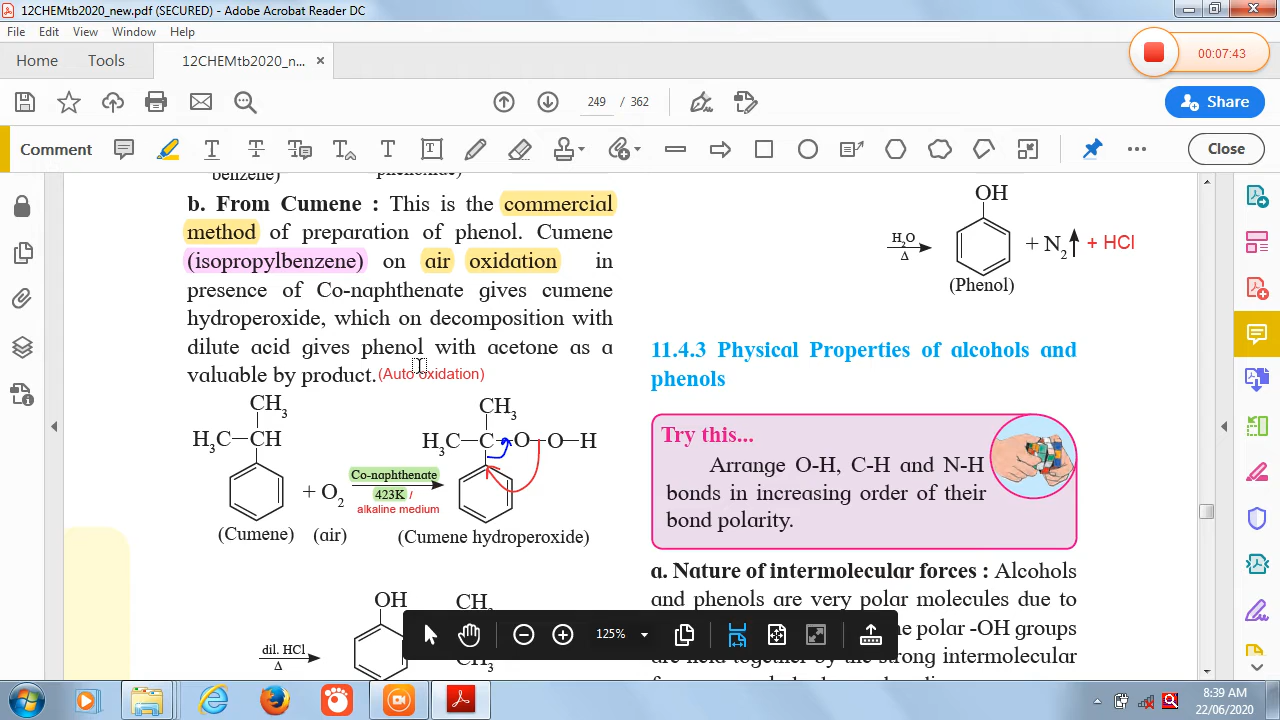 12CHEMtb2020_new.pdf (SECURED) - Adobe Acrobat Reader DC
File Edit View Window Help
00:07:43
Home Tools 12CHEMtb2020_n... ×
249 / 362
Share
Comment
Close
b. From Cumene : This is the commercial
method of preparation of phenol. Cumene
(isopropylbenzene) on air oxidation in
presence of Co-naphthenate gives cumene
hydroperoxide, which on decomposition with
dilute acid gives phenol with acetone as a
valuable by product.(Auto oxidation)
CH3
H3C–CH
+ O2
Co-naphthenate
423K /
alkaline medium
CH3
H3C–C–O–O–H
(Cumene) (air) (Cumene hydroperoxide)
OH
CH3
dil. HCl
Δ
CH3
OH
H2O
Δ
+ N2 + HCl
(Phenol)
11.4.3 Physical Properties of alcohols and
phenols
Try this...
Arrange O-H, C-H and N-H
bonds in increasing order of their
bond polarity.
a. Nature of intermolecular forces : Alcohols
and phenols are very polar molecules due to
polar -OH groups
strong intermolecular
125%
8:39 AM
22/06/2020